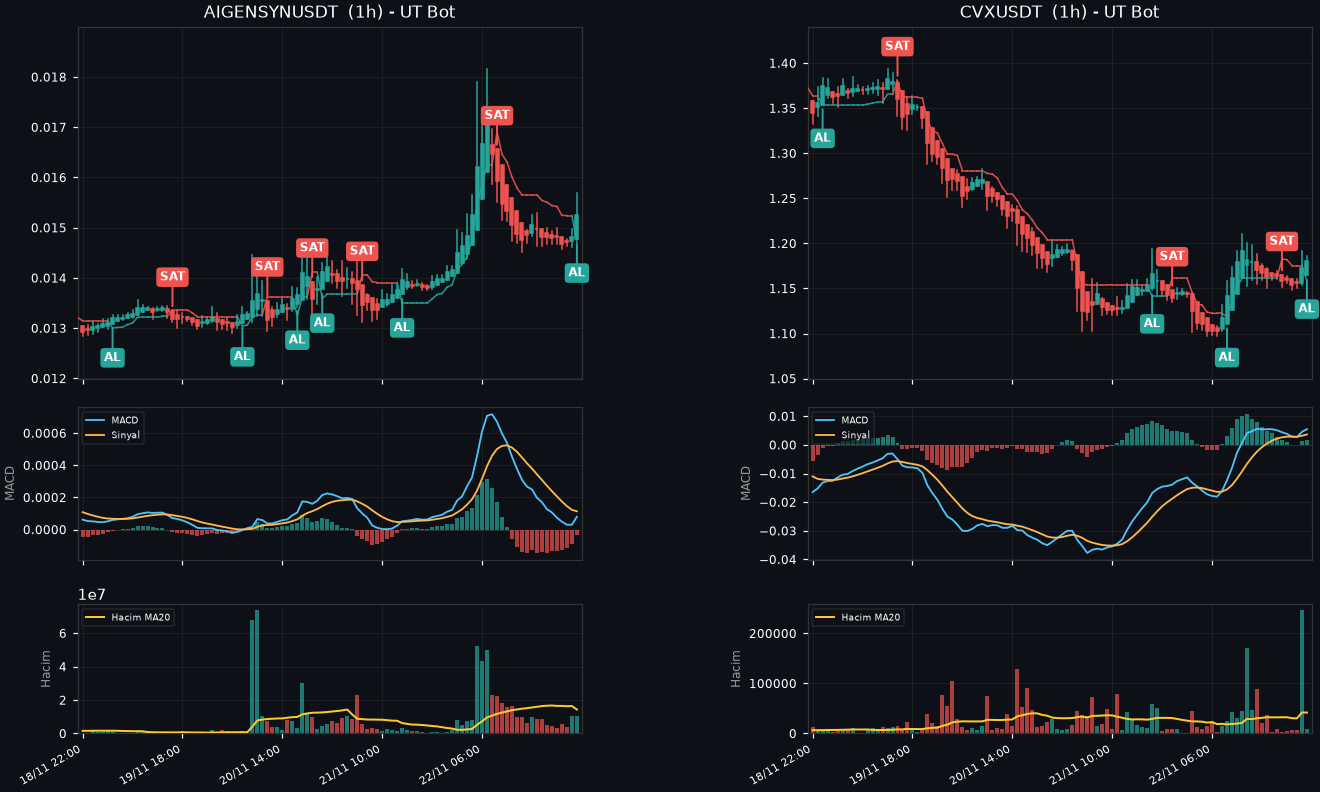 AIGENSYNUSDT (1h) - UT Bot
0.018
0.017
0.016
0.015
0.014
0.013
0.012
SAT
SAT
SAT
SAT
SAT
AL
AL
AL
AL
AL
AL
MACD
Sinyal
MACD
0.0006
0.0004
0.0002
0.0000
1e7
Hacim MA20
Hacim
6
4
2
0
18/11 22:00
19/11 18:00
20/11 14:00
21/11 10:00
22/11 06:00
CVXUSDT (1h) - UT Bot
1.40
1.35
1.30
1.25
1.20
1.15
1.10
1.05
SAT
SAT
SAT
AL
AL
AL
AL
MACD
Sinyal
MACD
0.01
0.00
−0.01
−0.02
−0.03
−0.04
Hacim MA20
Hacim
200000
100000
0
18/11 22:00
19/11 18:00
20/11 14:00
21/11 10:00
22/11 06:00